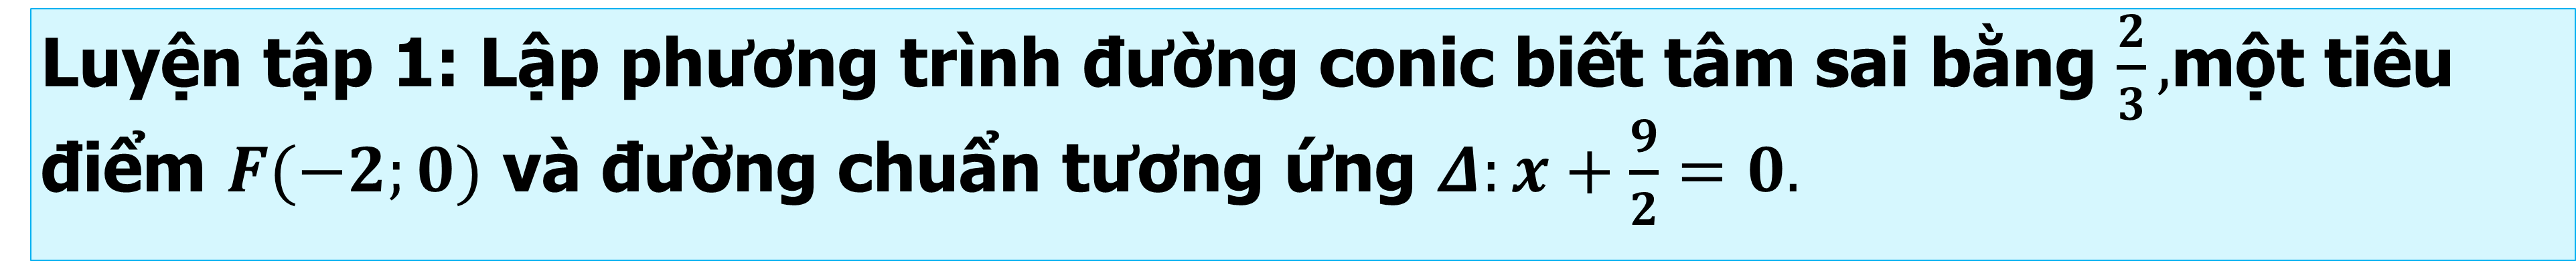 Luyện tập 1: Lập phương trình đường conic biết tâm sai bằng 2/3 ,một tiêu
điểm F(−2; 0) và đường chuẩn tương ứng Δ: x + 9/2 = 0.